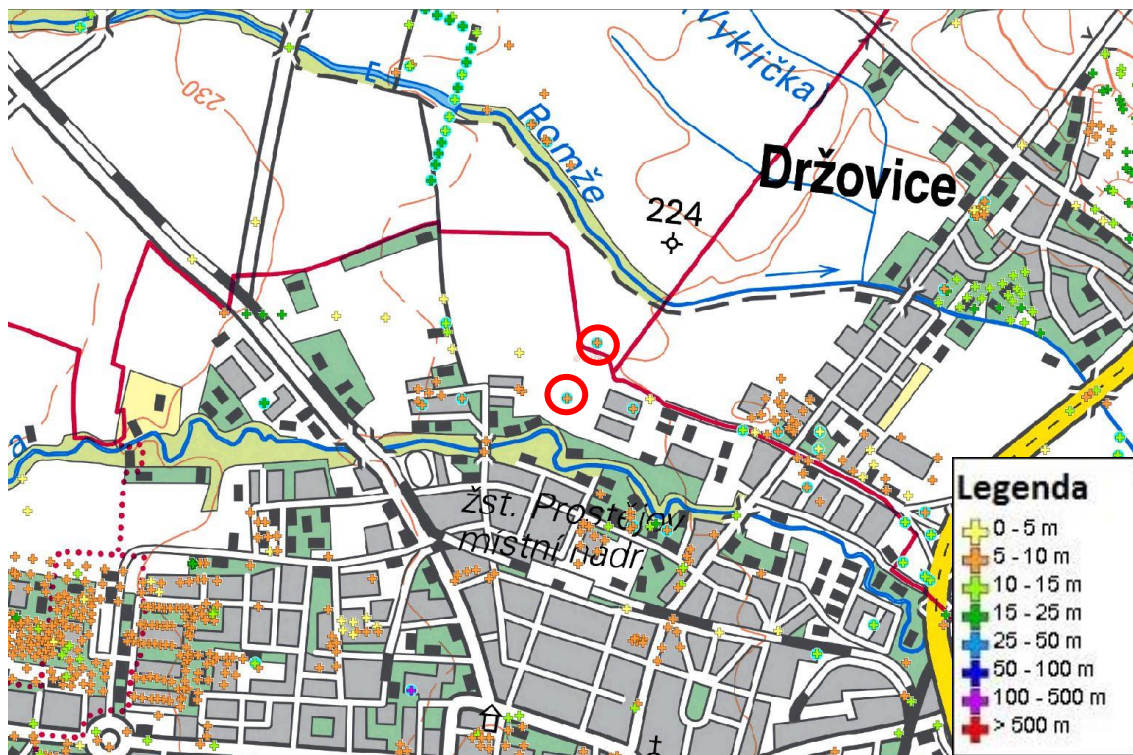 Vyklička
230
E
Romže
Držovice
224
žst. Prostějov
místní nádr.
Legenda
0 - 5 m
5 - 10 m
10 - 15 m
15 - 25 m
25 - 50 m
50 - 100 m
100 - 500 m
> 500 m